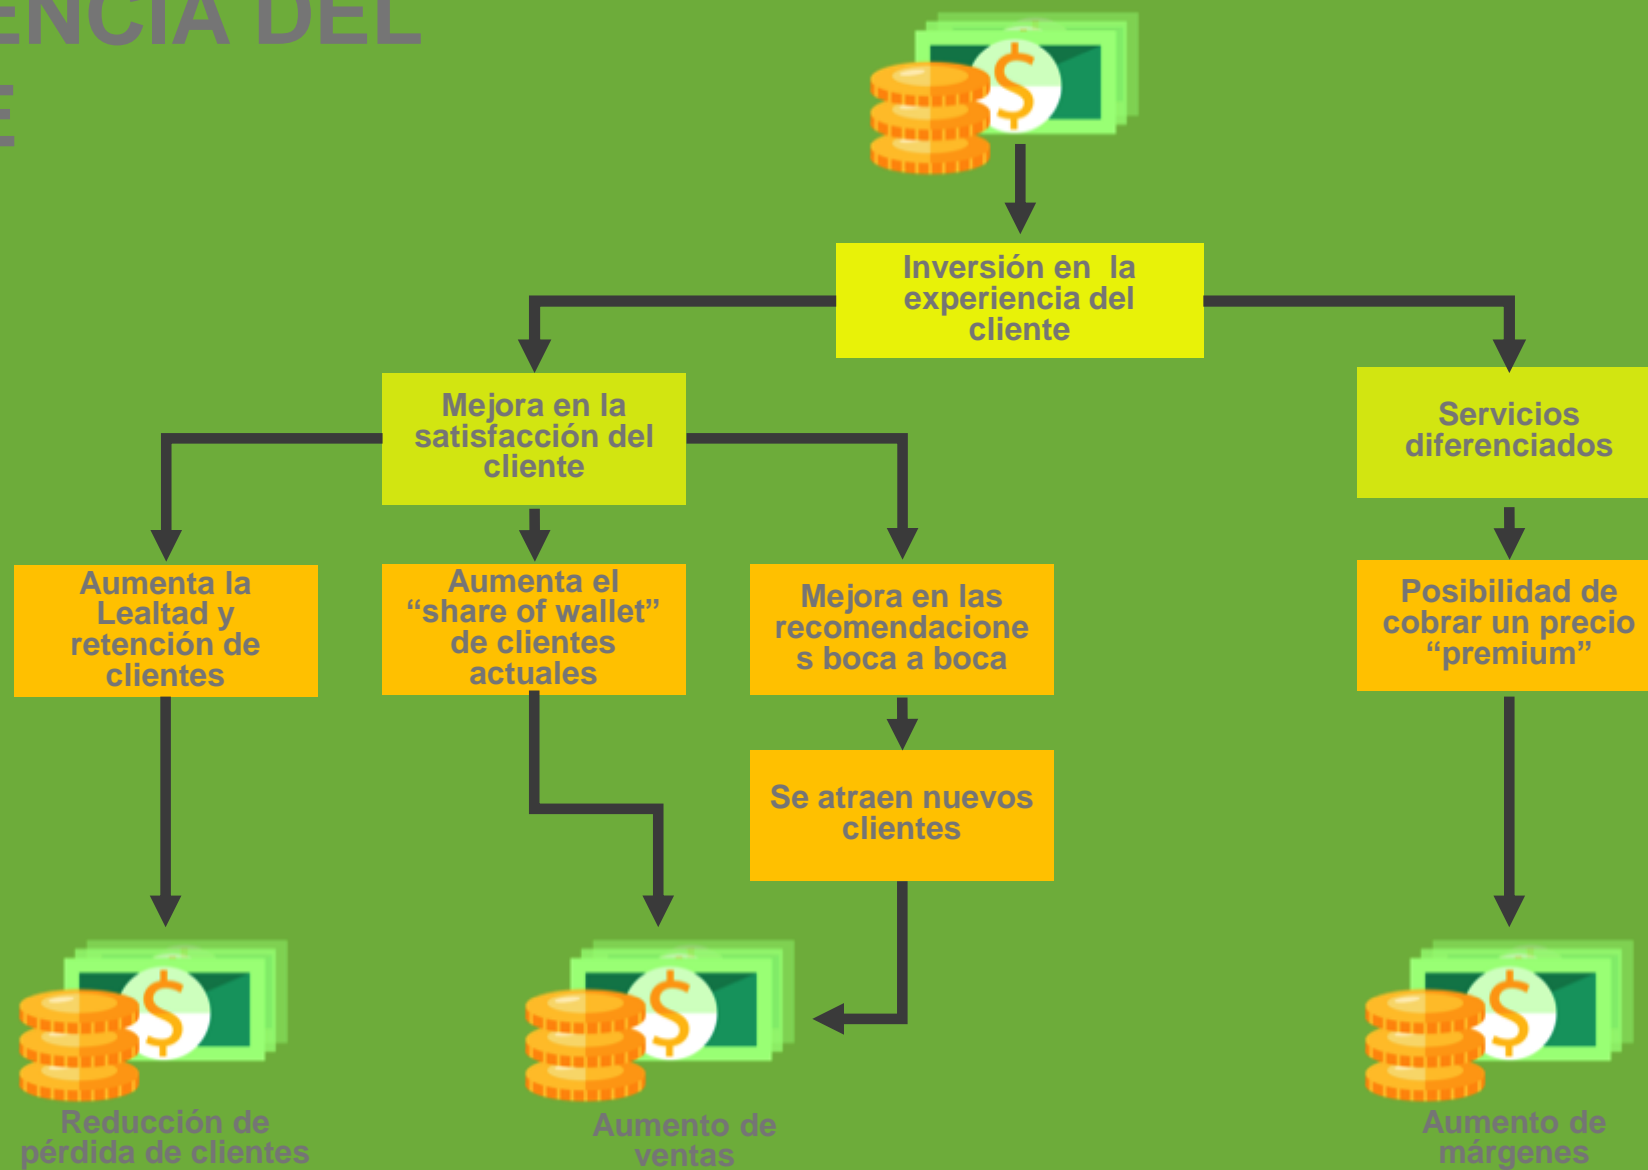 ENCIA DEL
E
Inversión en  la
experiencia del
cliente
Mejora en la
satisfacción del
cliente
Servicios
diferenciados
Aumenta la
Lealtad y
retención de
clientes
Aumenta el
“share of wallet”
de clientes
actuales
Mejora en las
recomendacione
s boca a boca
Posibilidad de
cobrar un precio
“premium”
Se atraen nuevos
clientes
Reducción de
pérdida de clientes
Aumento de
ventas
Aumento de
márgenes